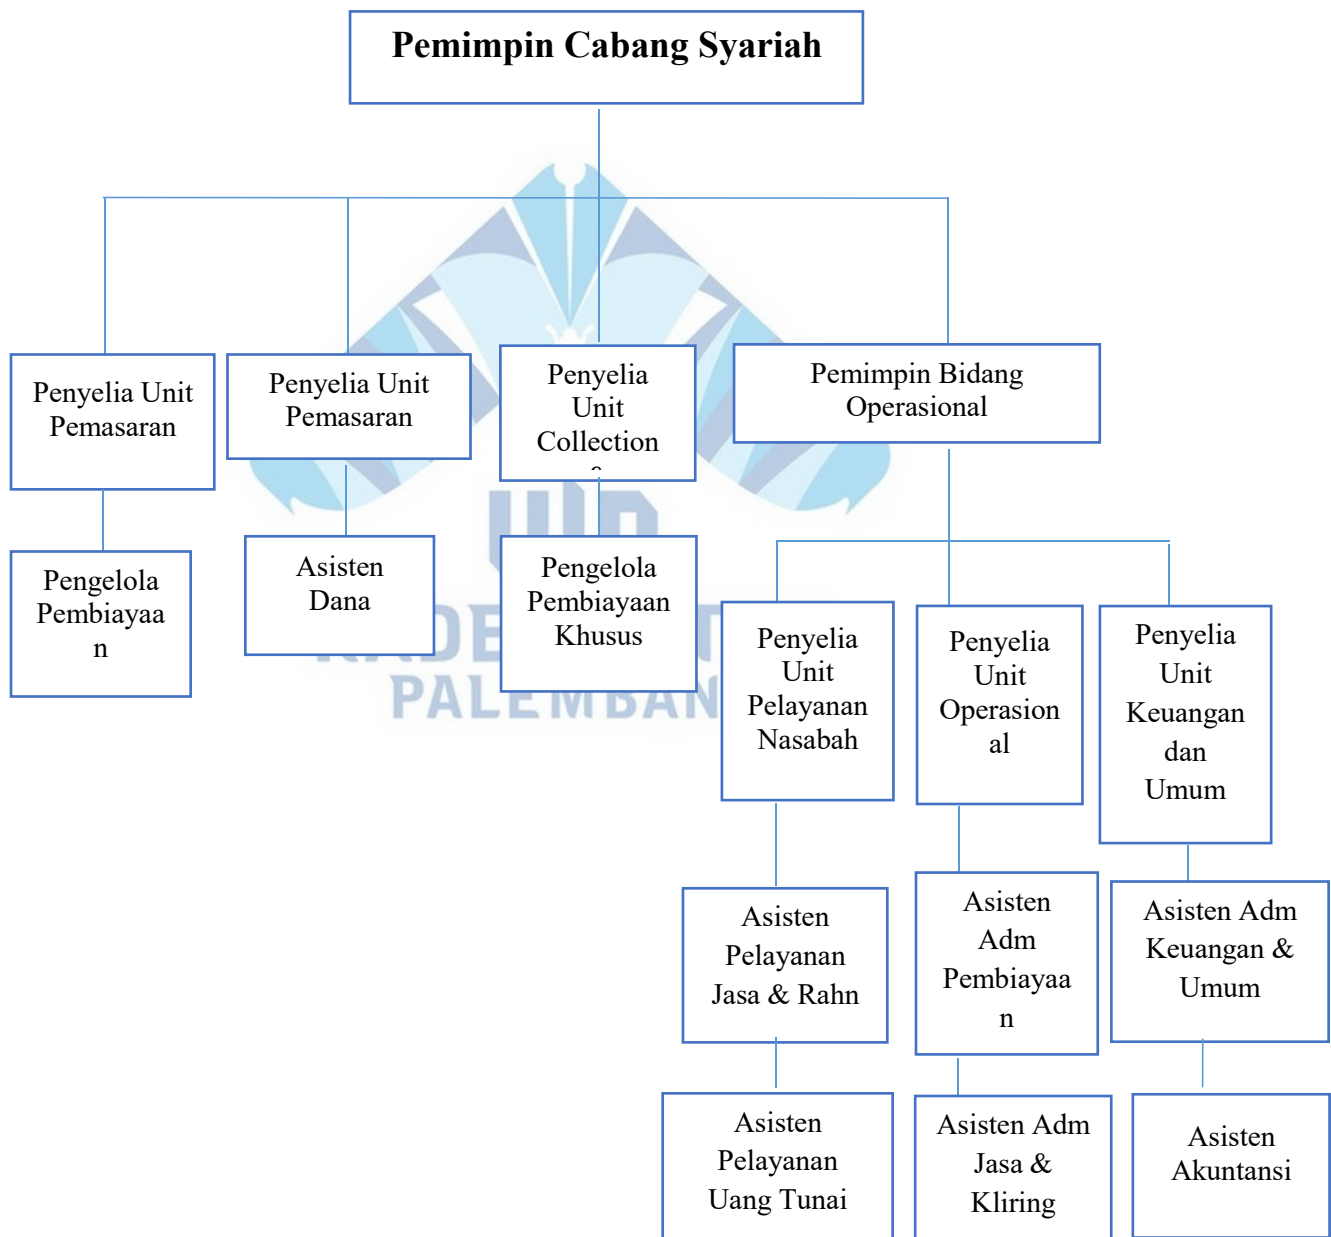 Pemimpin Cabang Syariah
Penyelia Unit
Pemasaran
Penyelia Unit
Pemasaran
Penyelia
Unit
Collection
Pemimpin Bidang
Operasional
Pengelola
Pembiayaa
n
Asisten
Dana
Pengelola
Pembiayaan
Khusus
Penyelia
Unit
Pelayanan
Nasabah
Penyelia
Unit
Operasion
al
Penyelia
Unit
Keuangan
dan
Umum
Asisten
Pelayanan
Jasa & Rahn
Asisten
Adm
Pembiayaa
n
Asisten Adm
Keuangan &
Umum
Asisten
Pelayanan
Uang Tunai
Asisten Adm
Jasa &
Kliring
Asisten
Akuntansi